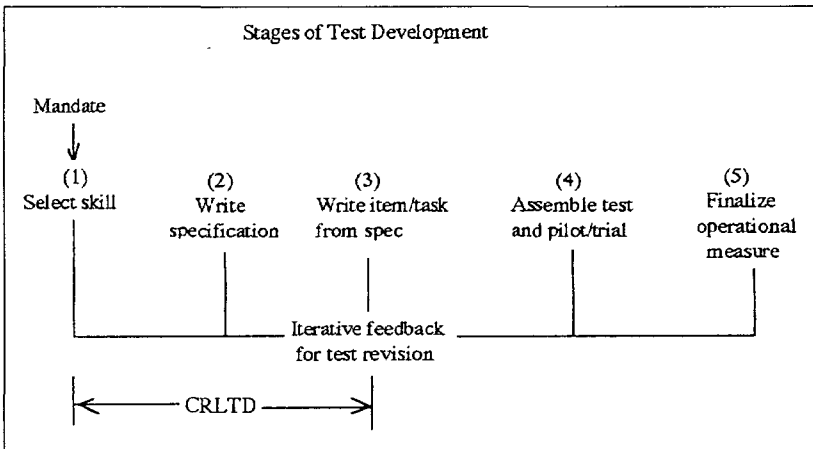 Stages of Test Development
Mandate
(1)
Select skill
(2)
Write
specification
(3)
Write item/task
from spec
(4)
Assemble test
and pilot/trial
(5)
Finalize
operational
measure
Iterative feedback
for test revision
CRLTD